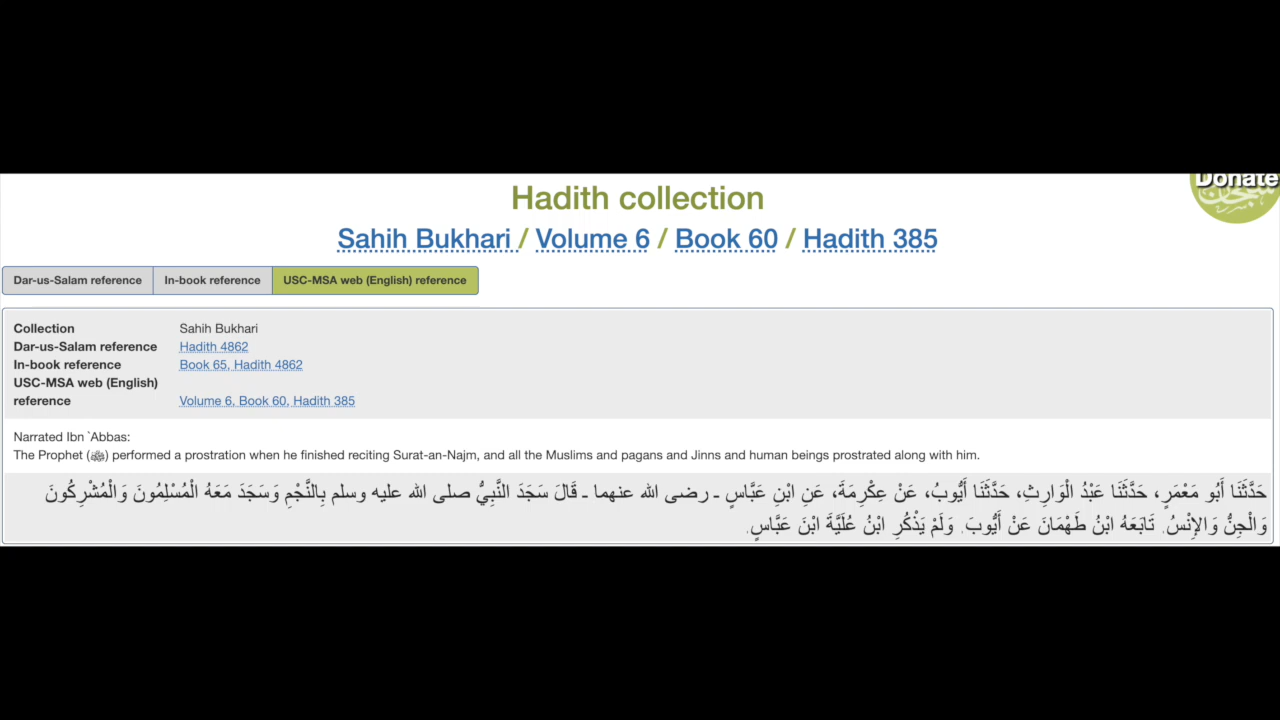 Donate
Hadith collection
Sahih Bukhari / Volume 6 / Book 60 / Hadith 385
Dar-us-Salam reference In-book reference USC-MSA web (English) reference
Collection Sahih Bukhari
Dar-us-Salam reference Hadith 4862
In-book reference Book 65, Hadith 4862
USC-MSA web (English)
reference Volume 6, Book 60, Hadith 385
Narrated Ibn `Abbas:
The Prophet (ﷺ) performed a prostration when he finished reciting Surat-an-Najm, and all the Muslims and pagans and Jinns and human beings prostrated along with him.
حَدَّثَنَا أَبُو مَعْمَرٍ، حَدَّثَنَا عَبْدُ الْوَارِثِ، حَدَّثَنَا أَيُّوبُ، عَنْ عِكْرِمَةَ، عَنِ ابْنِ عَبَّاسٍ ـ رضى الله عنهما ـ قَالَ سَجَدَ النَّبِيُّ صلى الله عليه وسلم بِالنَّجْمِ وَسَجَدَ مَعَهُ الْمُسْلِمُونَ وَالْمُشْرِكُونَ
وَالْجِنُّ وَالإِنْسُ‏.‏ تَابَعَهُ ابْنُ طَهْمَانَ عَنْ أَيُّوبَ‏.‏ وَلَمْ يَذْكُرِ ابْنُ عُلَيَّةَ ابْنَ عَبَّاسٍ‏.‏